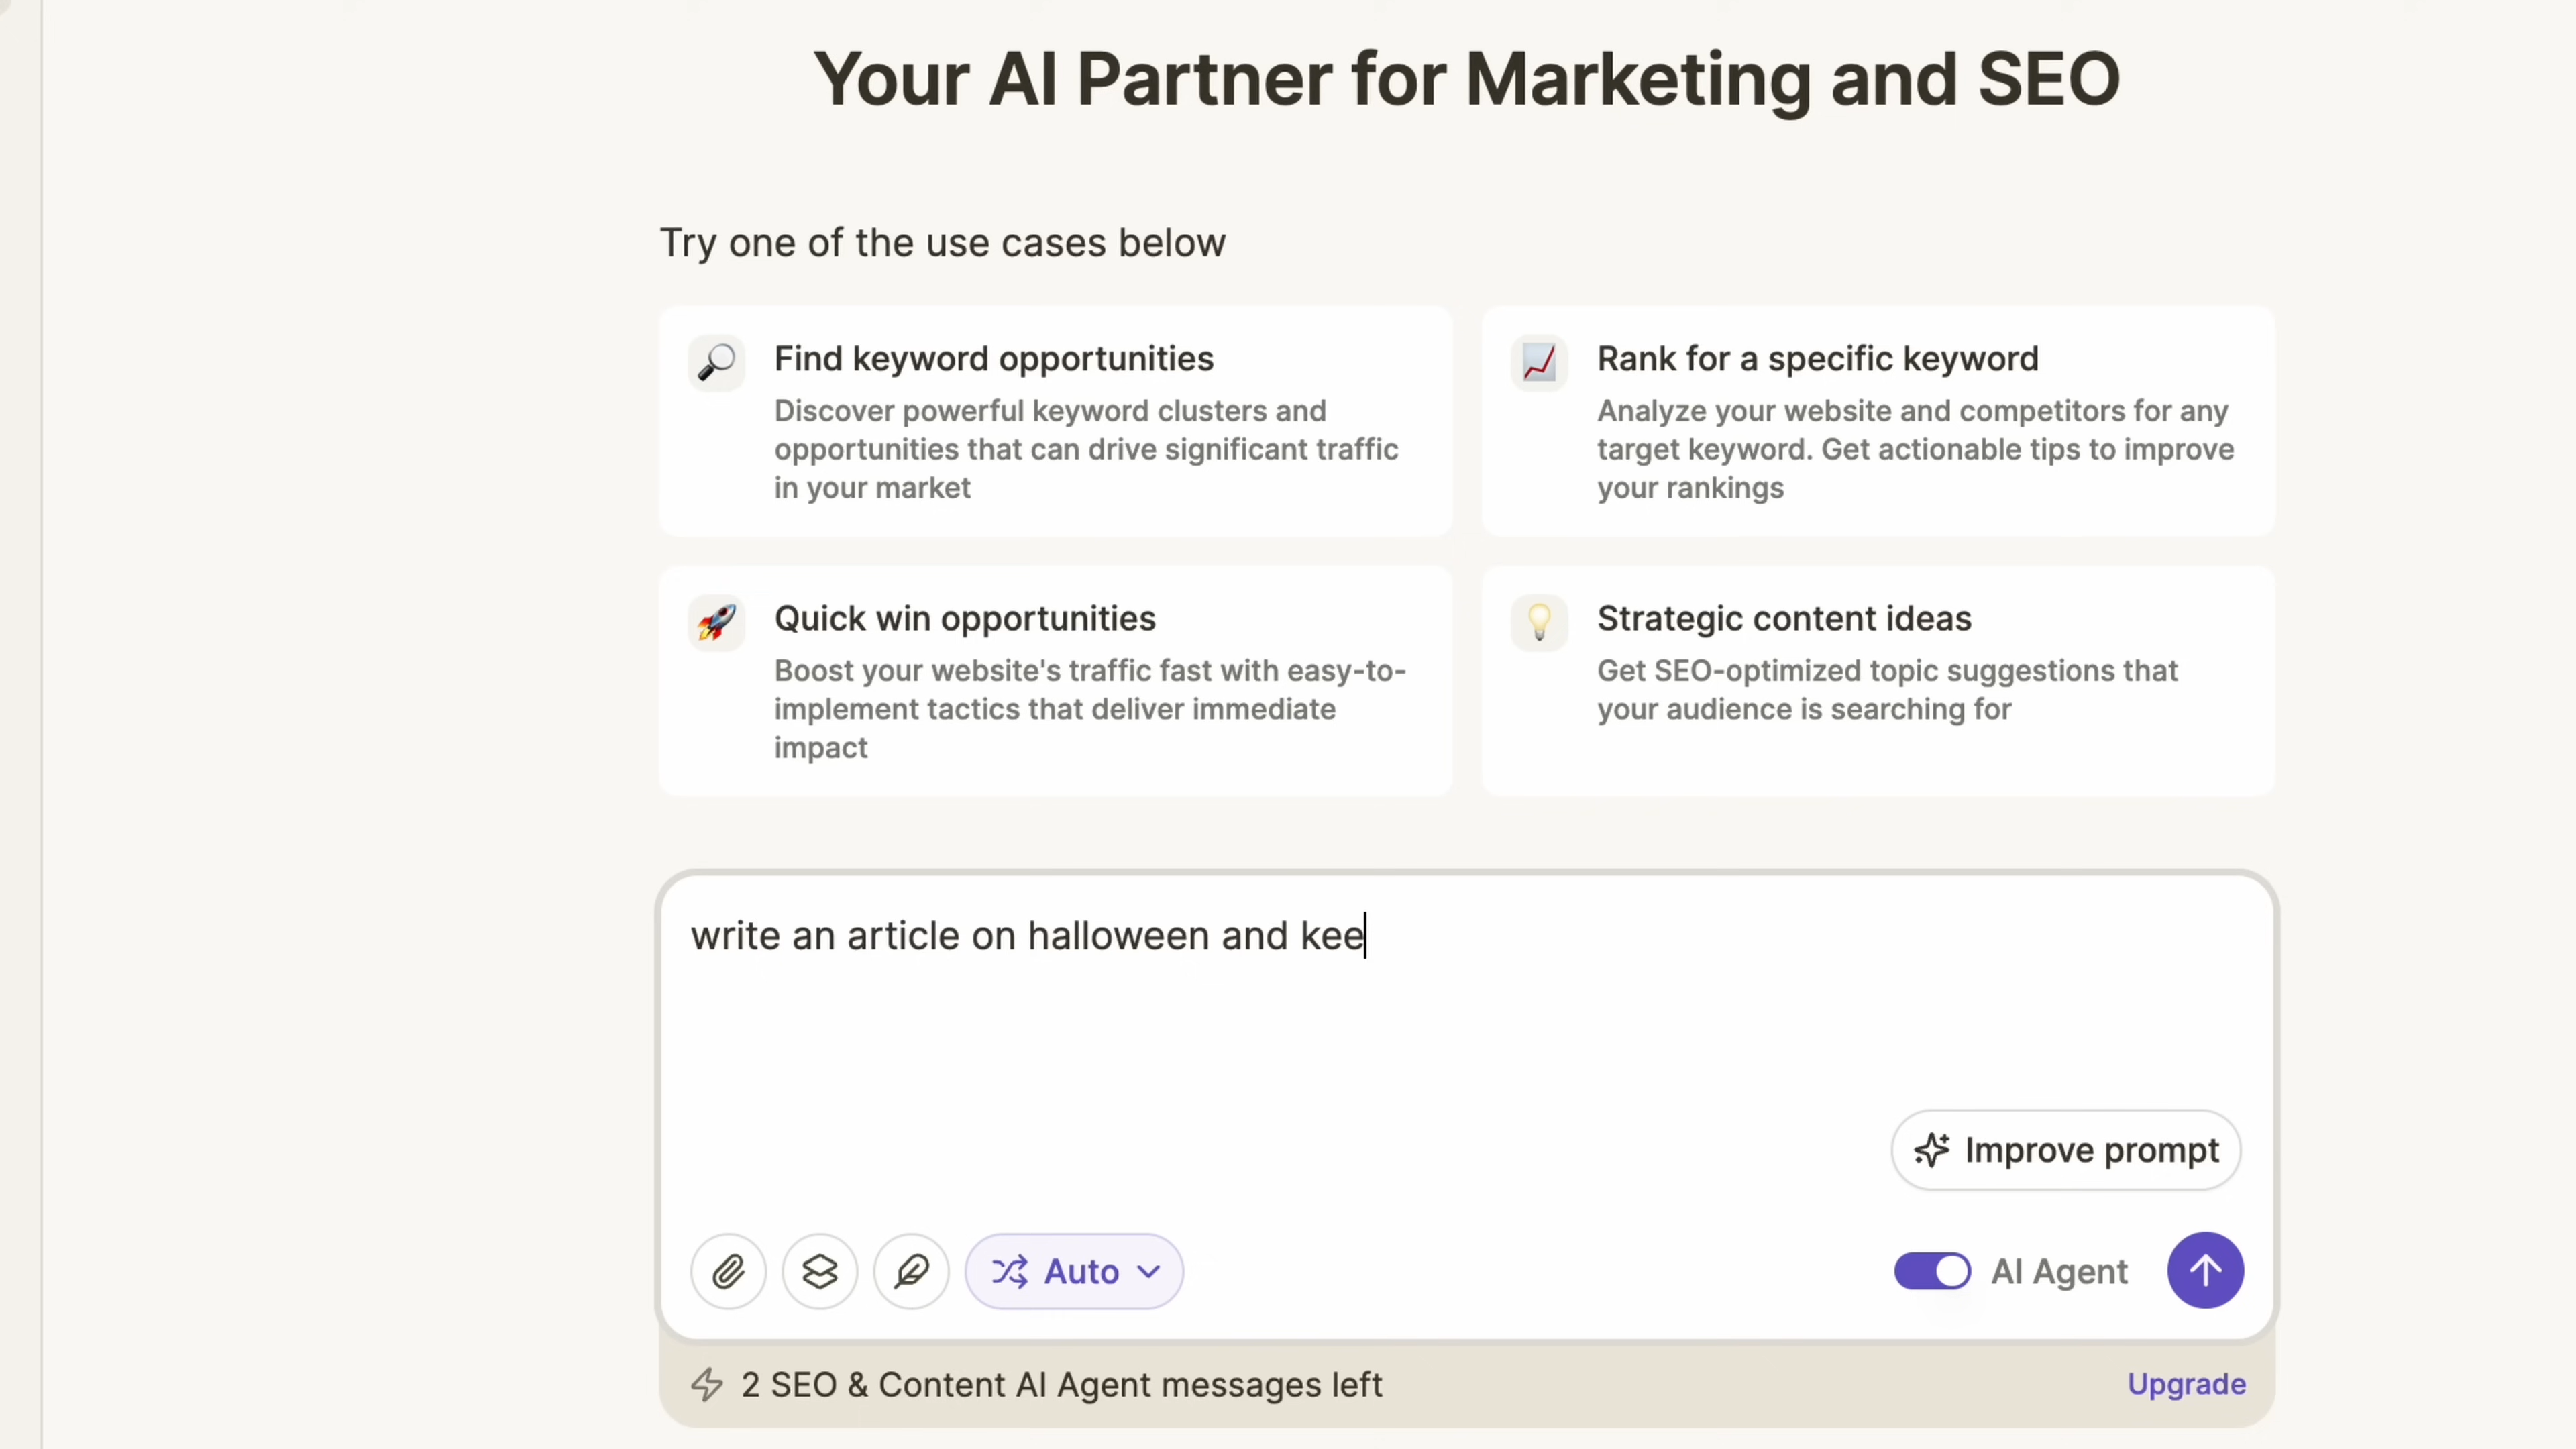 Your AI Partner for Marketing and SEO
Try one of the use cases below
Find keyword opportunities
Discover powerful keyword clusters and
opportunities that can drive significant traffic
in your market
Rank for a specific keyword
Analyze your website and competitors for any
target keyword. Get actionable tips to improve
your rankings
Quick win opportunities
Boost your website's traffic fast with easy-to-
implement tactics that deliver immediate
impact
Strategic content ideas
Get SEO-optimized topic suggestions that
your audience is searching for
write an article on halloween and kee
Improve prompt
Auto
AI Agent
2 SEO & Content AI Agent messages left
Upgrade